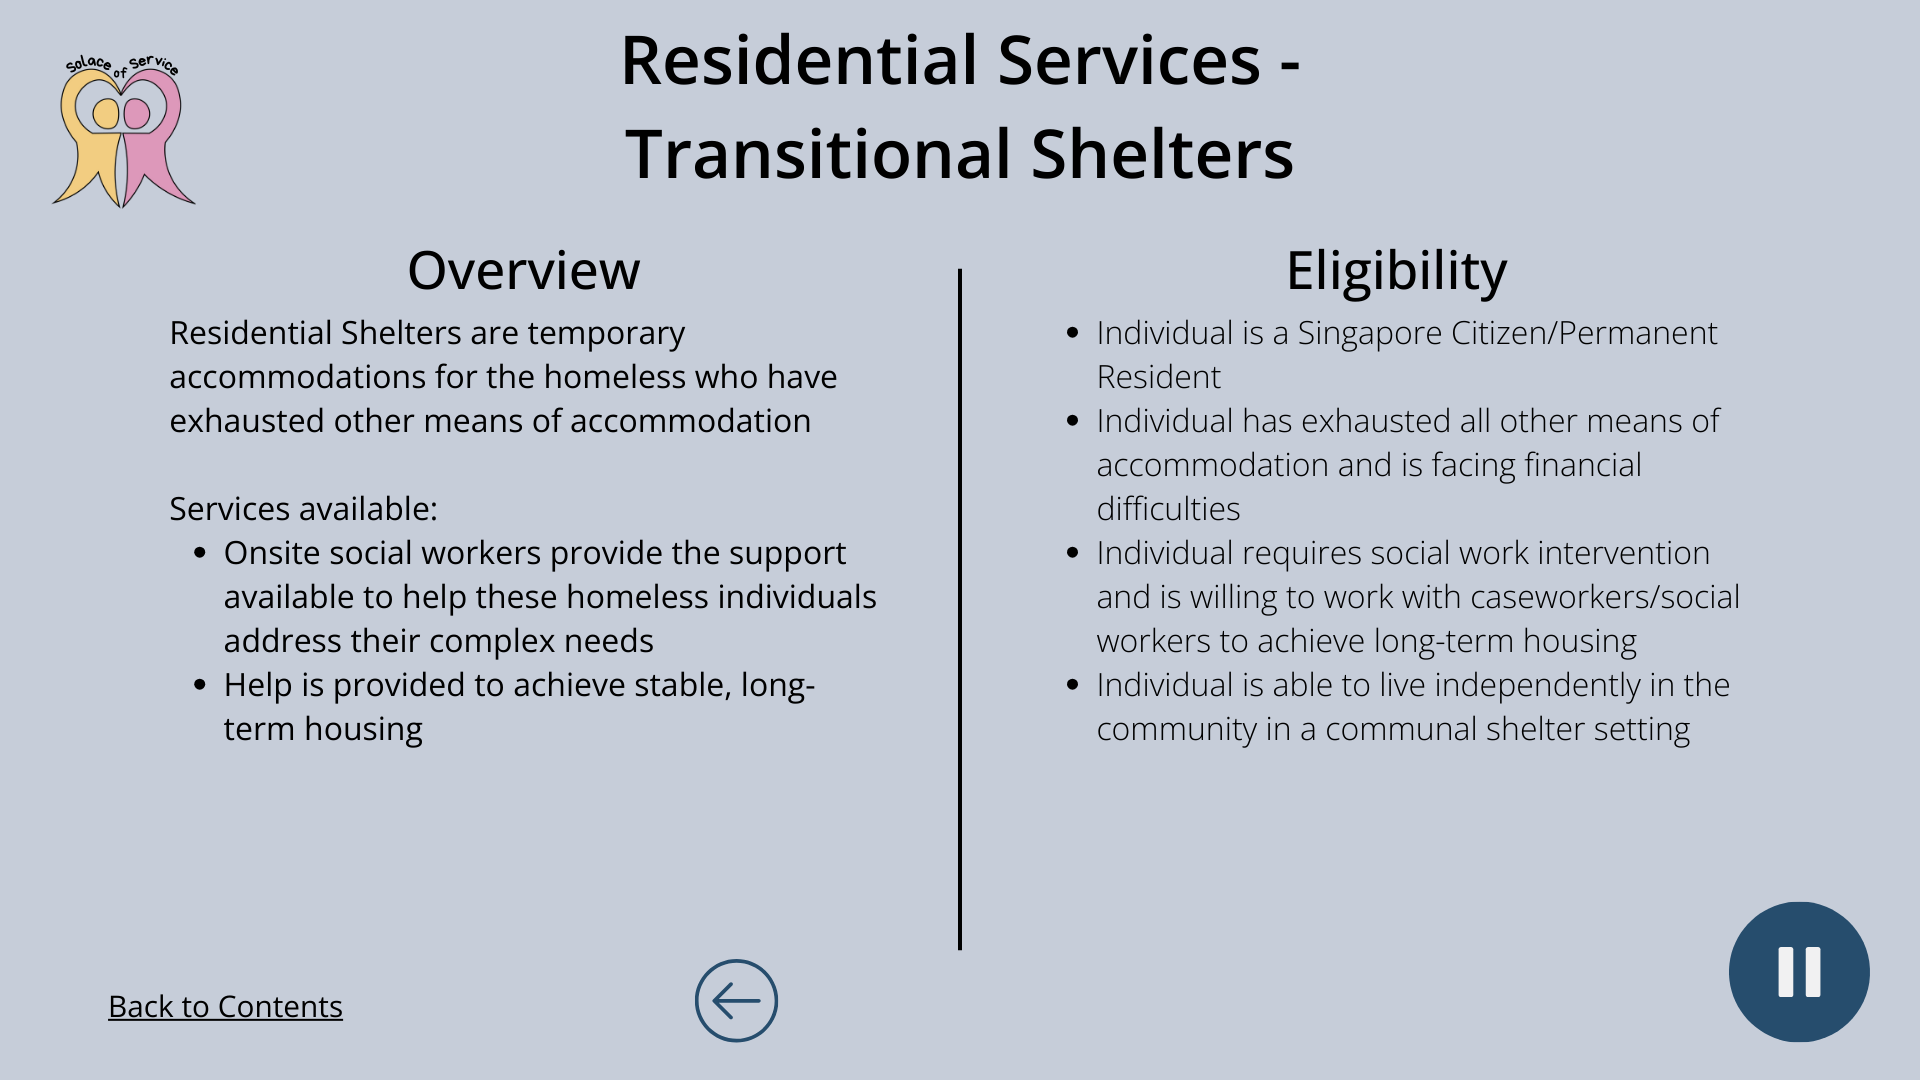 Solace of Service
Residential Services -
Transitional Shelters
Overview
Residential Shelters are temporary
accommodations for the homeless who have
exhausted other means of accommodation
Services available:
• Onsite social workers provide the support
available to help these homeless individuals
address their complex needs
• Help is provided to achieve stable, long-
term housing
Eligibility
• Individual is a Singapore Citizen/Permanent
Resident
• Individual has exhausted all other means of
accommodation and is facing financial
difficulties
• Individual requires social work intervention
and is willing to work with caseworkers/social
workers to achieve long-term housing
• Individual is able to live independently in the
community in a communal shelter setting
Back to Contents